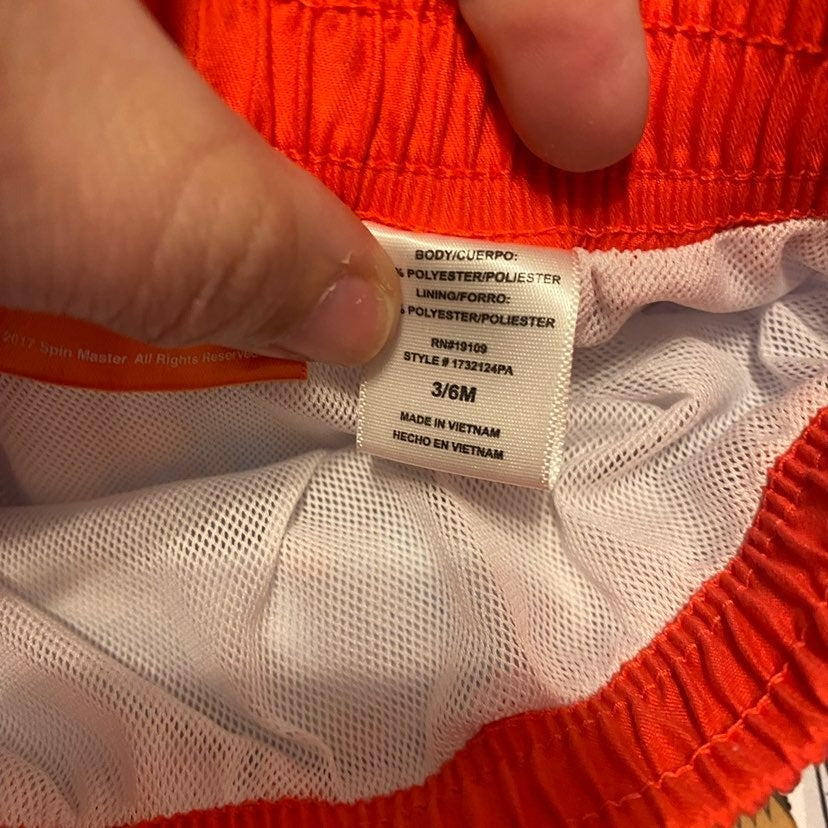 BODY/CUERPO:
% POLYESTER/POLIESTER
LINING/FORRO:
% POLYESTER/POLIESTER
RN#19109
STYLE # 1732124PA
3/6M
MADE IN VIETNAM
HECHO EN VIETNAM
2017 Spin Master. All Rights